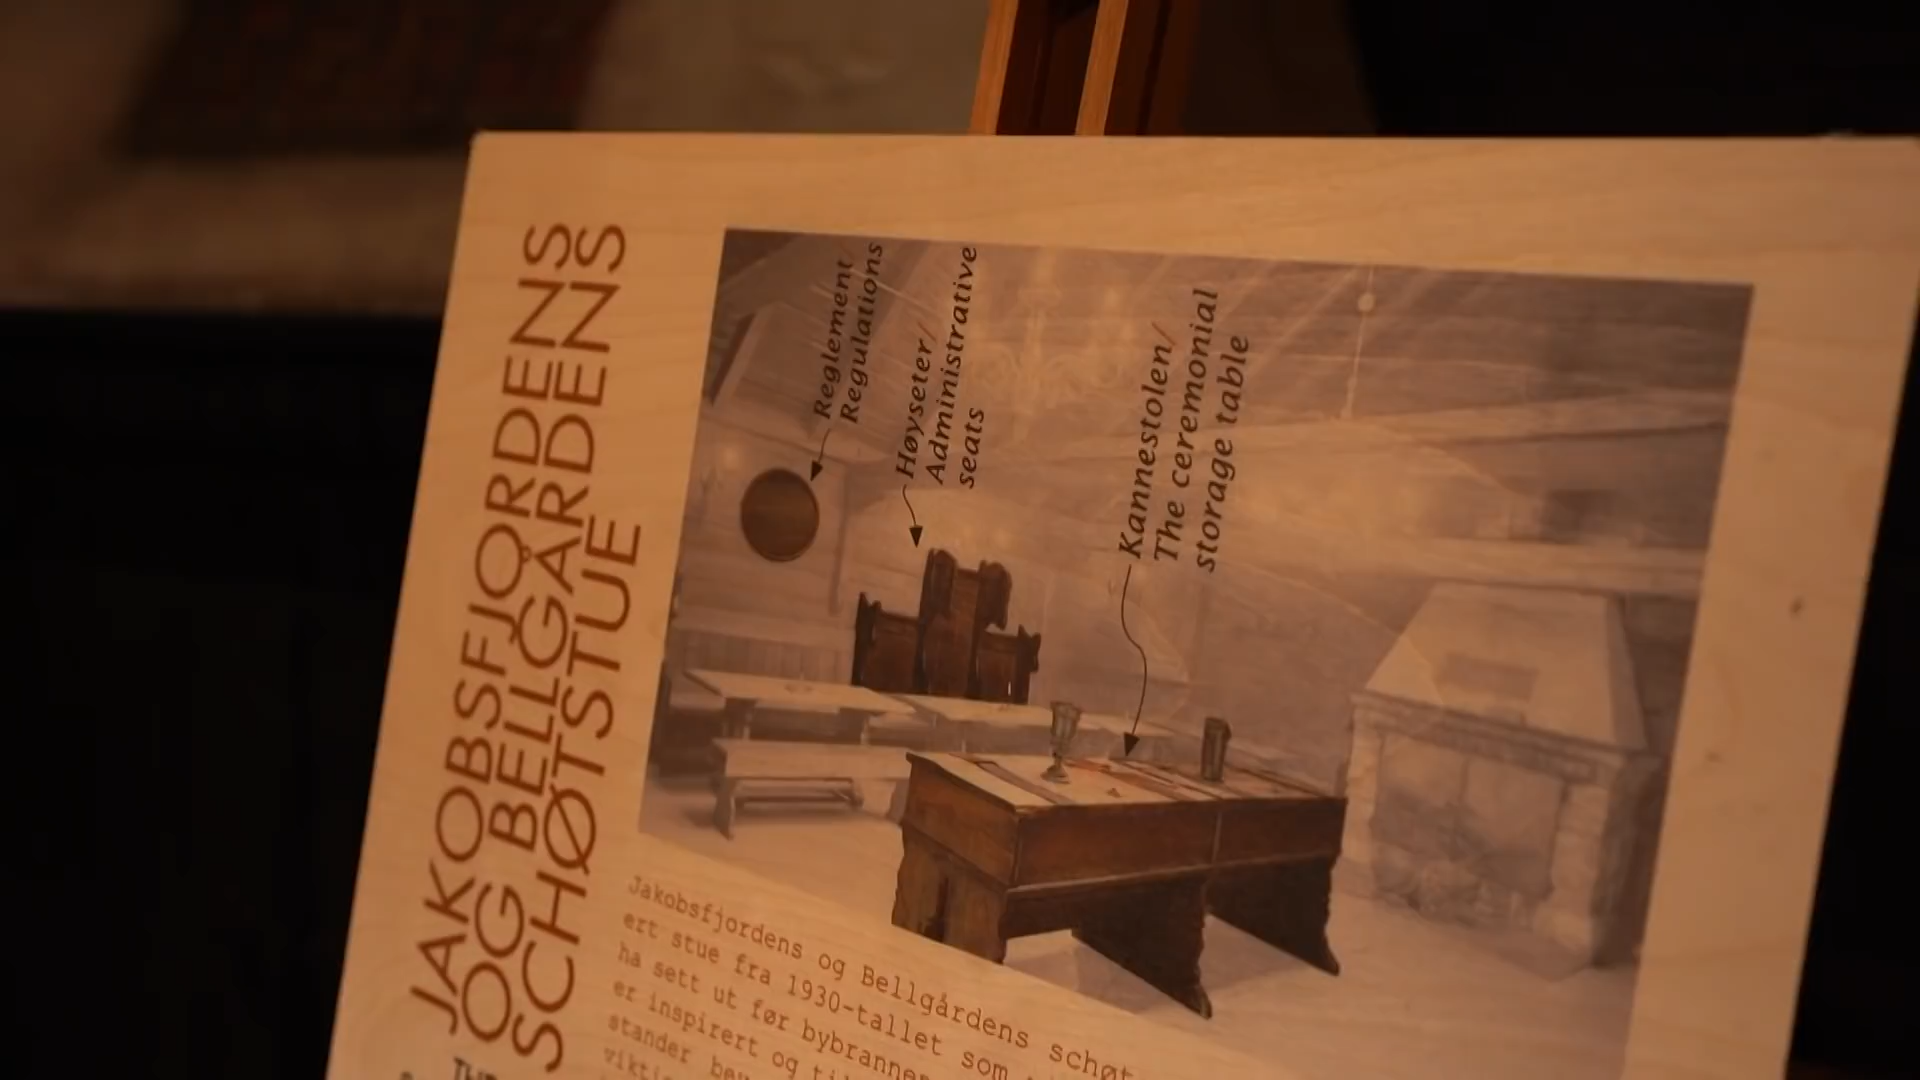 JAKOBSFJORDENS
OG BELLGÅRDENS
SCHØTSTUE
Reglement/
Regulations
Høyseter/
Administrative
seats
Kannestolen/
The ceremonial
storage table
Jakobsfjordens og Bellgårdens schøt
ert stue fra 1930-tallet som
ha sett ut før bybrannen
er inspirert og
stander